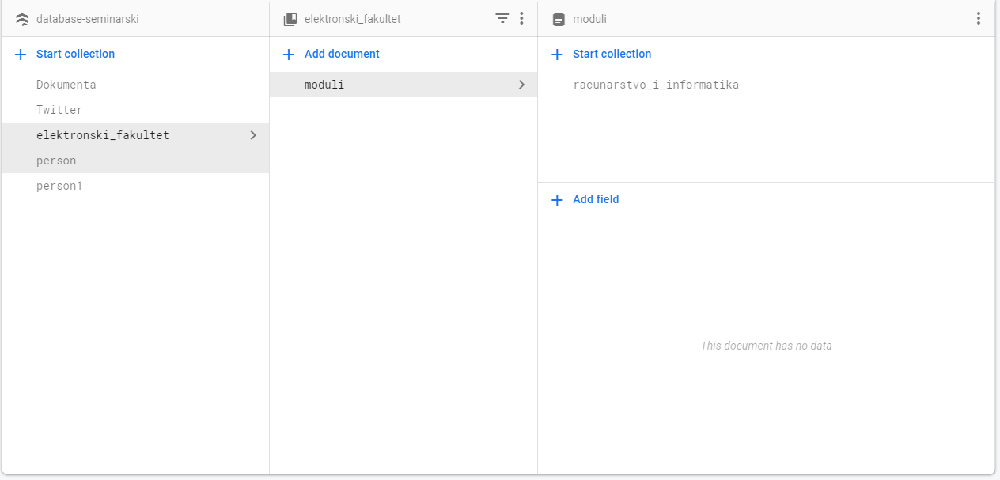 database-seminarski
Start collection
Dokumenta
Twitter
elektronski_fakultet
person
person1
elektronski_fakultet
Add document
moduli
moduli
Start collection
racunarstvo_i_informatika
Add field
This document has no data